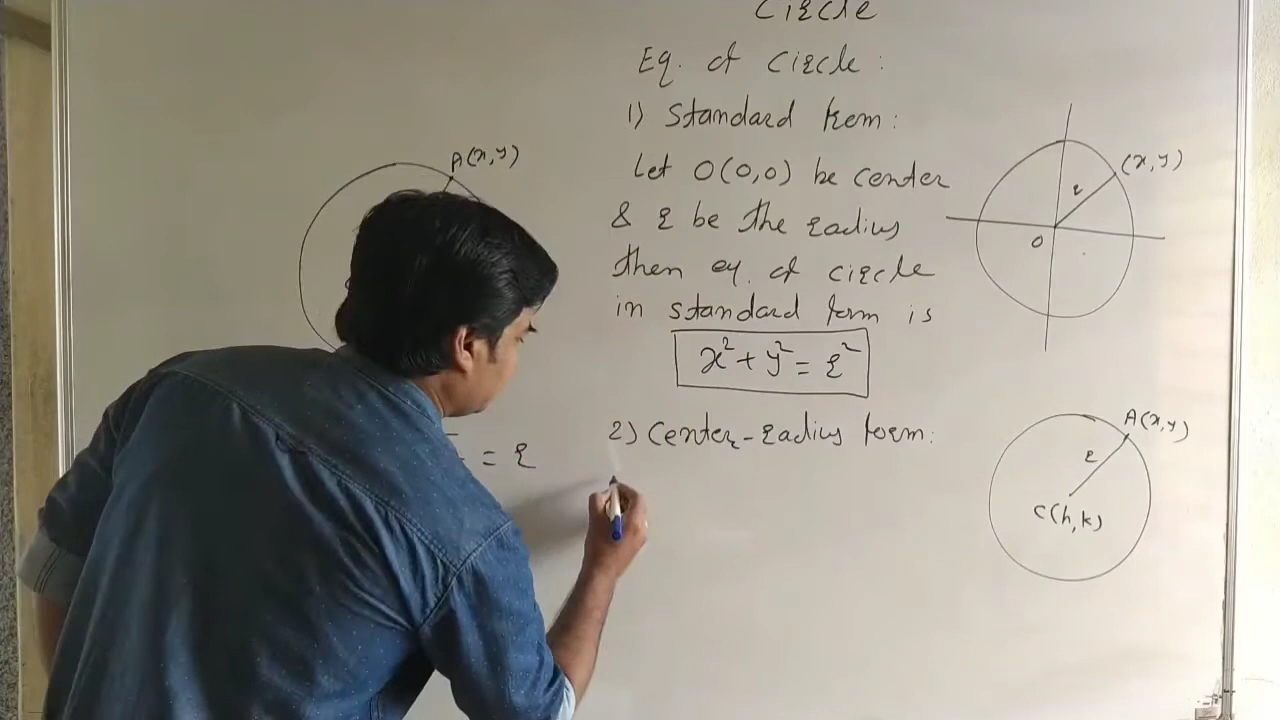 Circle
Eq. of circle :
1) Standard form :
Let O(0,0) be center
& r be the radius
then eq. of circle
in standard form is
x² + y² = r²
2) Center-radius form :
A(x,y)
= r
(x,y)
r
O
A(x,y)
r
C(h,k)